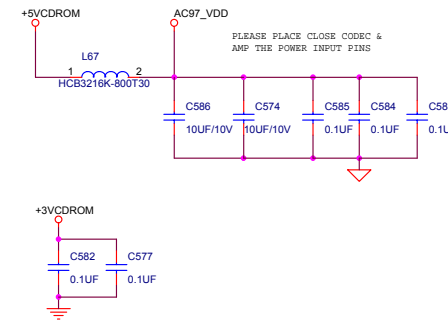 +5VCDROM
AC97_VDD
PLEASE PLACE CLOSE CODEC &
AMP THE POWER INPUT PINS
L67
1 2
HCB3216K-800T30
C586 C574 C585 C584
10UF/10V 10UF/10V 0.1UF 0.1UF
+3VCDROM
C582 C577
0.1UF 0.1UF